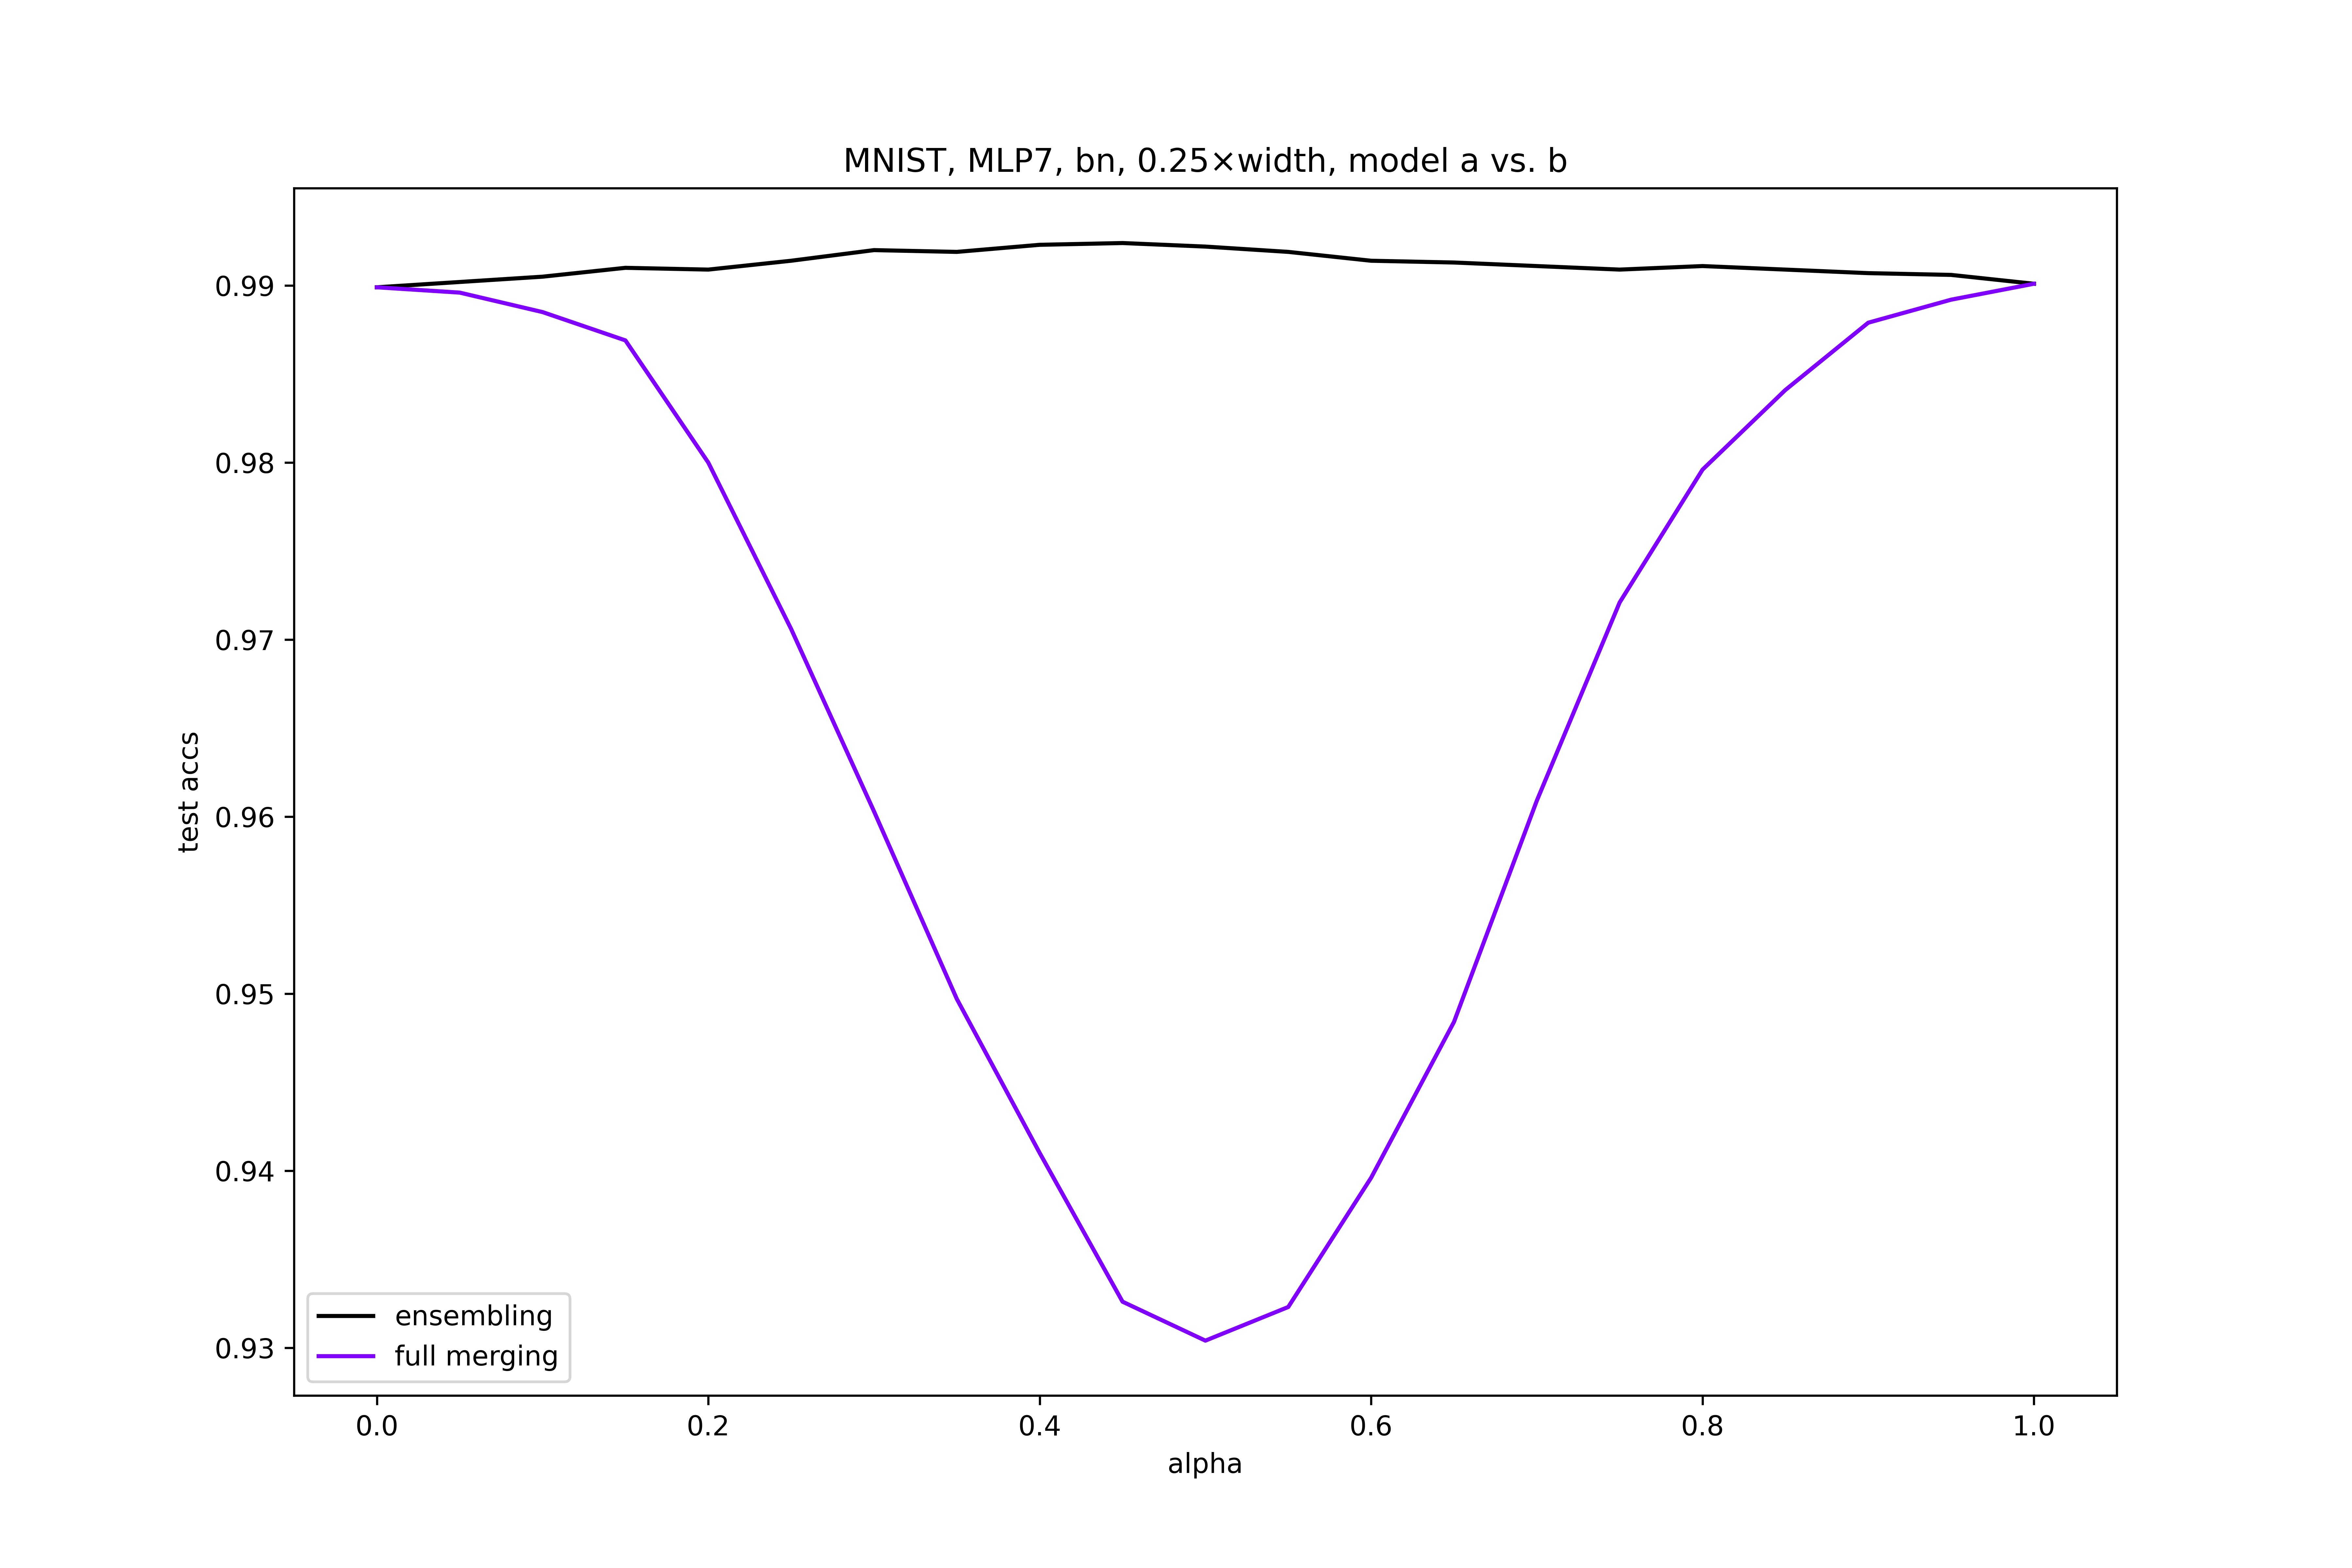 MNIST, MLP7, bn, 0.25×width, model a vs. b
test accs
0.99
0.98
0.97
0.96
0.95
0.94
0.93
ensembling
full merging
0.0 0.2 0.4 0.6 0.8 1.0
alpha